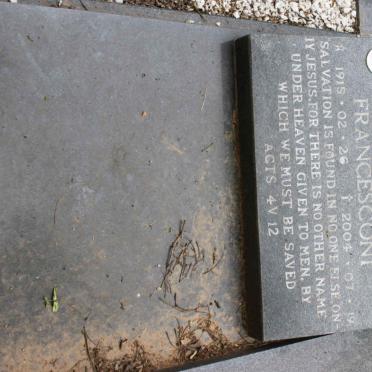 FRANCESCONI
☆ 1915 · 02 · 26 † 2004 · 07 · 19
SALVATION IS FOUND IN NO ONE ELSE, ON-
LY JESUS, FOR THERE IS NO OTHER NAME
UNDER HEAVEN GIVEN TO MEN, BY
WHICH WE MUST BE SAVED
ACTS 4 V 12